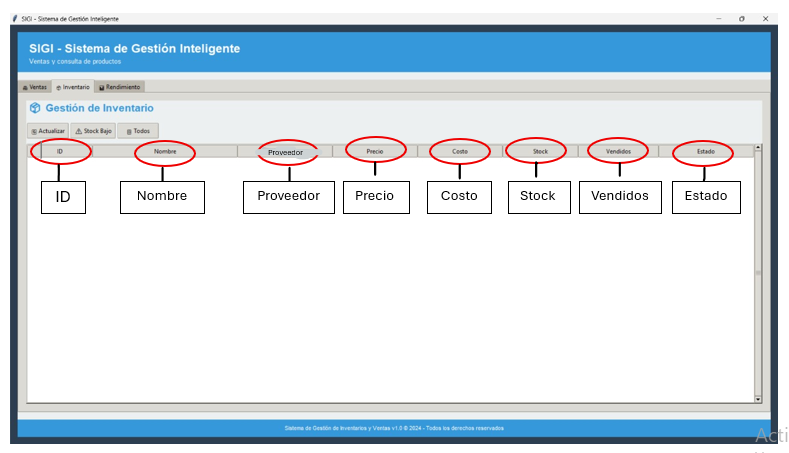 SIGI - Sistema de Gestión Inteligente
SIGI - Sistema de Gestión Inteligente
Ventas y consulta de productos
Ventas Inventario Rendimiento
Gestión de Inventario
Actualizar Stock Bajo Todos
ID Nombre Proveedor Precio Costo Stock Vendidos Estado
ID Nombre Proveedor Precio Costo Stock Vendidos Estado
Sistema de Gestión de Inventarios y Ventas v1.0 © 2024 - Todos los derechos reservados
Acti